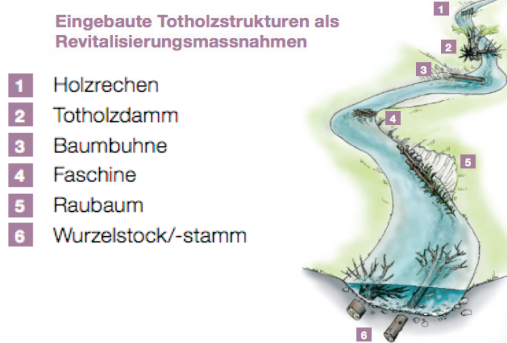 Eingebaute Totholzstrukturen als
Revitalisierungsmassnahmen
1 Holzrechen
2 Totholzdamm
3 Baumbuhne
4 Faschine
5 Raubaum
6 Wurzelstock/-stamm
1
2
3
4
5
6